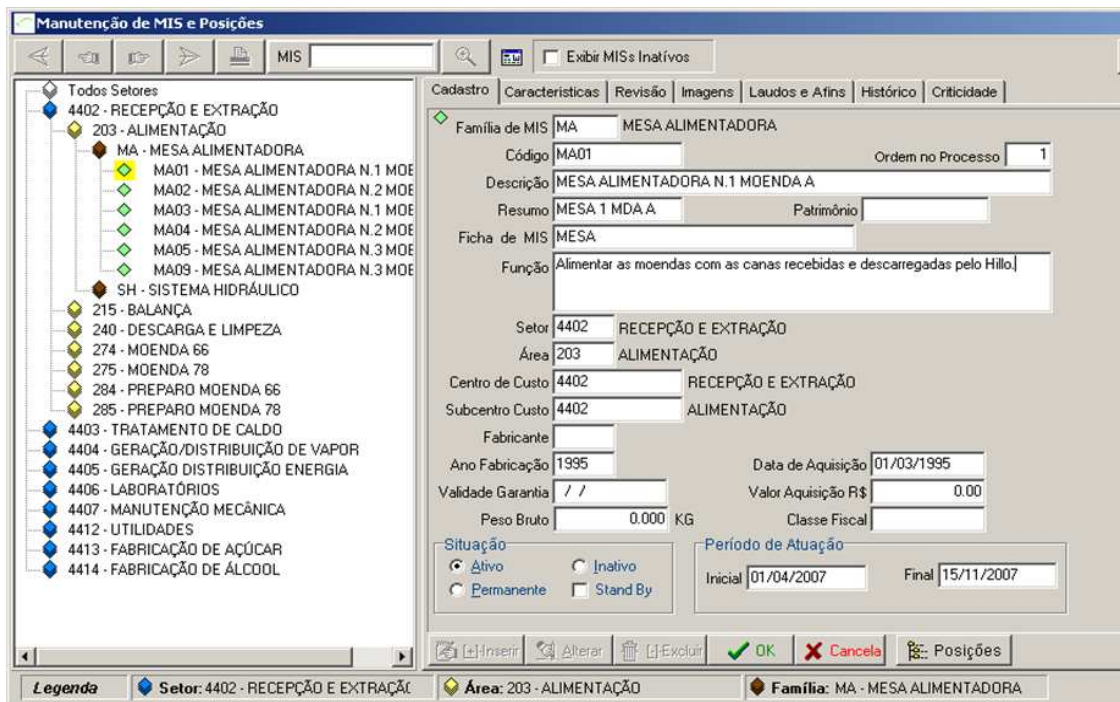 Manutenção de MIS e Posições
MIS
Exibir MISs Inatívos
Todos Setores
4402 - RECEPÇÃO E EXTRAÇÃO
203 - ALIMENTAÇÃO
MA - MESA ALIMENTADORA
MA01 - MESA ALIMENTADORA N.1 MOE
MA02 - MESA ALIMENTADORA N.2 MOE
MA03 - MESA ALIMENTADORA N.1 MOE
MA04 - MESA ALIMENTADORA N.2 MOE
MA05 - MESA ALIMENTADORA N.3 MOE
MA09 - MESA ALIMENTADORA N.3 MOE
SH - SISTEMA HIDRÁULICO
215 - BALANÇA
240 - DESCARGA E LIMPEZA
274 - MOENDA 66
275 - MOENDA 78
284 - PREPARO MOENDA 66
285 - PREPARO MOENDA 78
4403 - TRATAMENTO DE CALDO
4404 - GERAÇÃO/DISTRIBUIÇÃO DE VAPOR
4405 - GERAÇÃO DISTRIBUIÇÃO ENERGIA
4406 - LABORATÓRIOS
4407 - MANUTENÇÃO MECÂNICA
4412 - UTILIDADES
4413 - FABRICAÇÃO DE AÇÚCAR
4414 - FABRICAÇÃO DE ÁLCOOL
Cadastro Caracteristicas Revisão Imagens Laudos e Afins Histórico Criticidade
Família de MIS MA MESA ALIMENTADORA
Código MA01 Ordem no Processo 1
Descrição MESA ALIMENTADORA N.1 MOENDA A
Resumo MESA 1 MDA A Patrimônio
Ficha de MIS MESA
Função Alimentar as moendas com as canas recebidas e descarregadas pelo Hillo.
Setor 4402 RECEPÇÃO E EXTRAÇÃO
Área 203 ALIMENTAÇÃO
Centro de Custo 4402 RECEPÇÃO E EXTRAÇÃO
Subcentro Custo 4402 ALIMENTAÇÃO
Fabricante
Ano Fabricação 1995 Data de Aquisição 01/03/1995
Validade Garantia / / Valor Aquisição R$ 0.00
Peso Bruto 0.000 KG Classe Fiscal
Situação Período de Atuação
Ativo Inativo
Inicial 01/04/2007 Final 15/11/2007
Permanente Stand By
[+]-Inserir Alterar [-]-Excluir OK Cancela Posições
Legenda Setor: 4402 - RECEPÇÃO E EXTRAÇÃ Área: 203 - ALIMENTAÇÃO Família: MA - MESA ALIMENTADORA